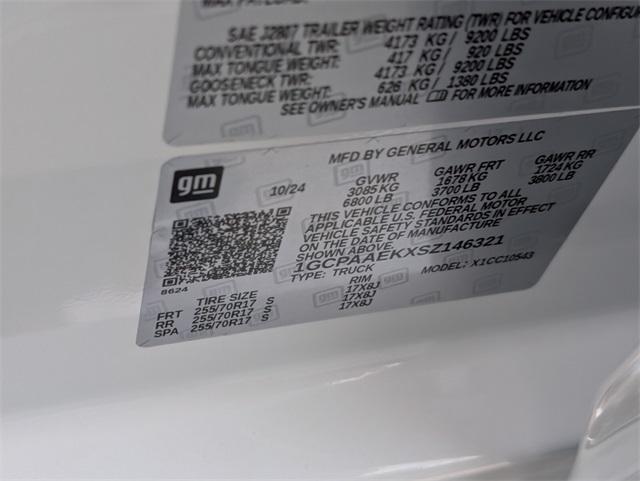 MAX PAYLOAD:
SAE J2807 TRAILER WEIGHT RATING (TWR) FOR VEHICLE CONFIGU
CONVENTIONAL TWR: 4173 KG / 9200 LBS
MAX TONGUE WEIGHT: 417 KG / 920 LBS
GOOSENECK TWR: 4173 KG / 9200 LBS
MAX TONGUE WEIGHT: 626 KG / 1380 LBS
SEE OWNER'S MANUAL FOR MORE INFORMATION
gm
MFD BY GENERAL MOTORS LLC
10/24 GVWR GAWR FRT GAWR RR
3085 KG 1678 KG 1724 KG
6800 LB 3700 LB 3800 LB
THIS VEHICLE CONFORMS TO ALL
APPLICABLE U.S. FEDERAL MOTOR
VEHICLE SAFETY STANDARDS IN EFFECT
ON THE DATE OF MANUFACTURE
SHOWN ABOVE.
1GCPAAEKXSZ146321
TYPE: TRUCK MODEL: X1CC10543
8624
TIRE SIZE RIM
FRT 255/70R17 S 17X8J
RR 255/70R17 S 17X8J
SPA 255/70R17 S 17X8J